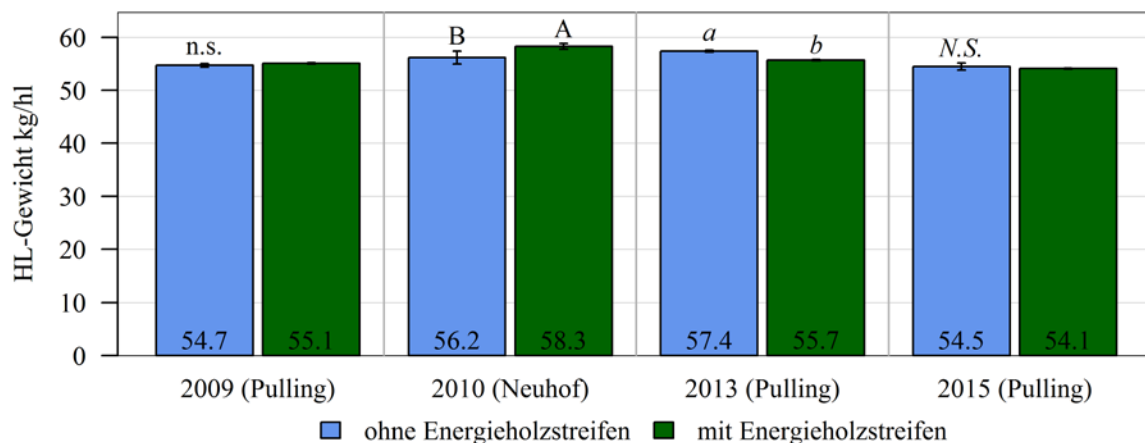 HL-Gewicht kg/hl
60
50
40
30
20
10
0
n.s.
B
A
a
b
N.S.
54.7
55.1
56.2
58.3
57.4
55.7
54.5
54.1
2009 (Pulling)
2010 (Neuhof)
2013 (Pulling)
2015 (Pulling)
ohne Energieholzstreifen
mit Energieholzstreifen